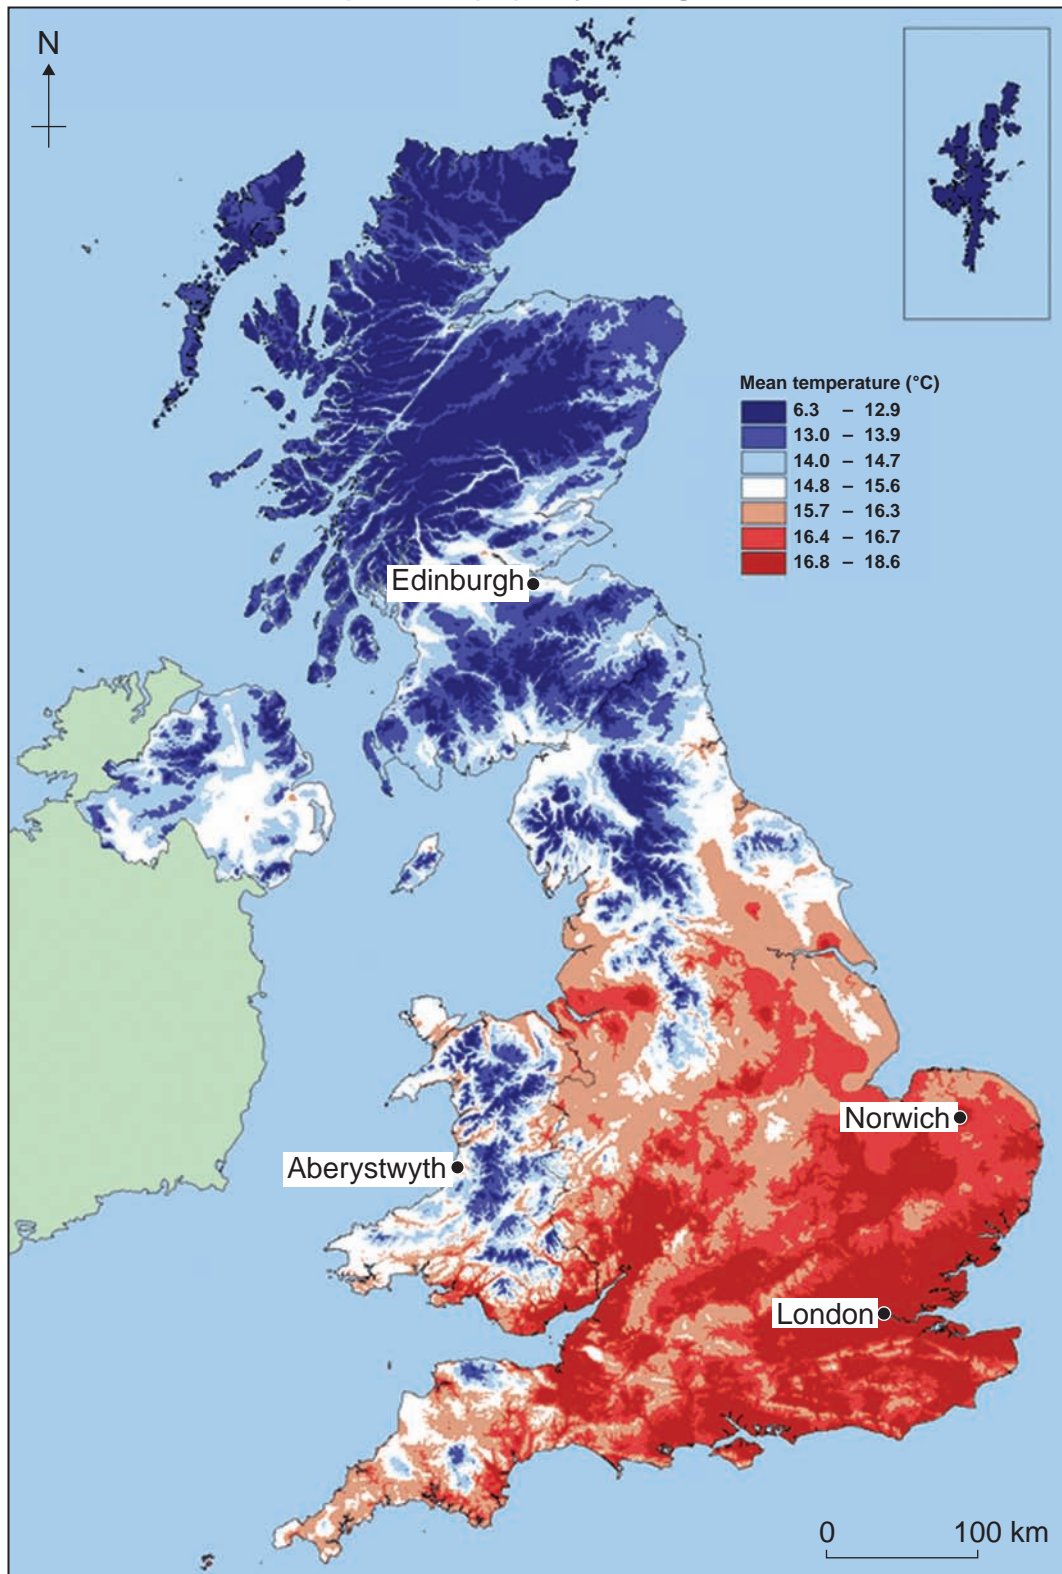 N
Mean temperature (°C)
6.3 – 12.9
13.0 – 13.9
14.0 – 14.7
14.8 – 15.6
15.7 – 16.3
16.4 – 16.7
16.8 – 18.6
Edinburgh
Norwich
Aberystwyth
London
0 100 km